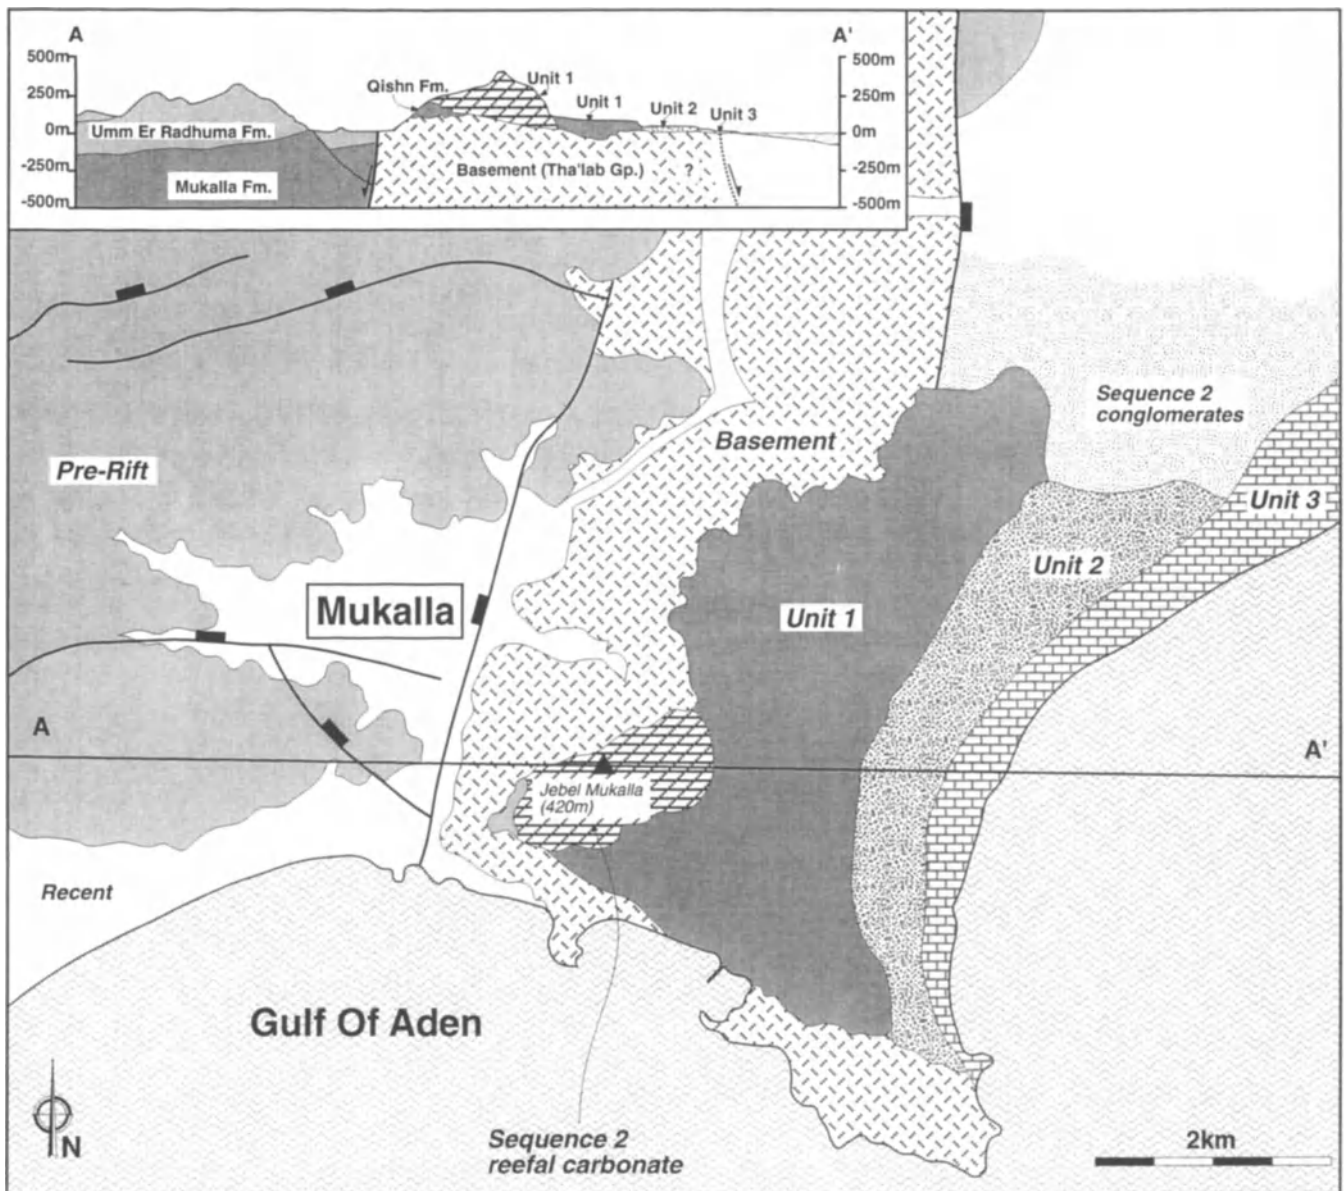 A
A'
500m
250m
0m
-250m
-500m
500m
250m
0m
-250m
-500m
Qishn Fm.
Unit 1
Unit 1
Unit 2
Unit 3
Umm Er Radhuma Fm.
Mukalla Fm.
Basement (Tha'lab Gp.)
?
Sequence 2
conglomerates
Basement
Pre-Rift
Unit 3
Unit 2
Mukalla
Unit 1
A
A'
Jebel Mukalla
(420m)
Recent
Gulf Of Aden
N
Sequence 2
reefal carbonate
2km